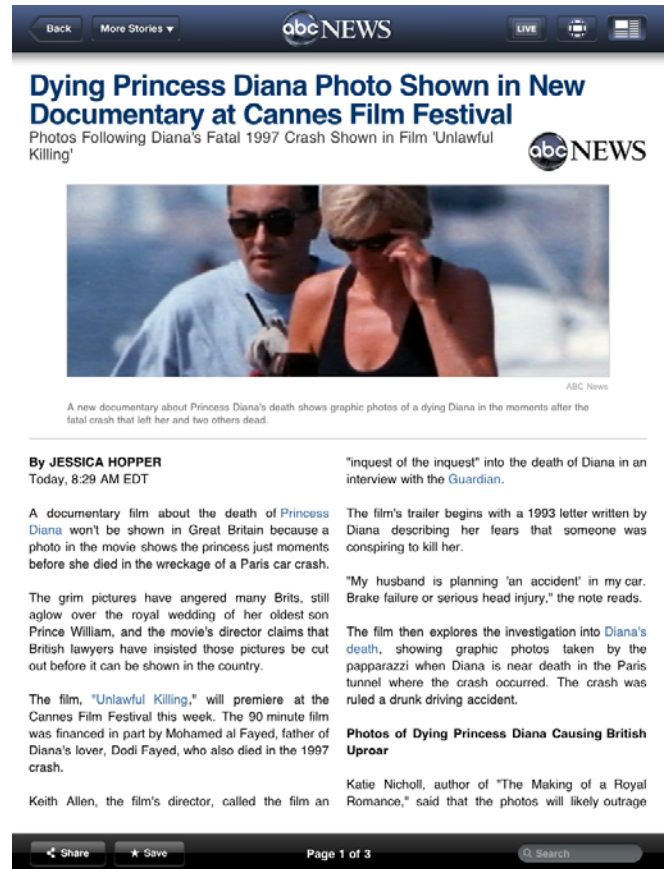 Back
More Stories ▾
abc NEWS
LIVE
Dying Princess Diana Photo Shown in New
Documentary at Cannes Film Festival
Photos Following Diana's Fatal 1997 Crash Shown in Film 'Unlawful
Killing'
abc NEWS
ABC News
A new documentary about Princess Diana's death shows graphic photos of a dying Diana in the moments after the
fatal crash that left her and two others dead.
By JESSICA HOPPER
Today, 8:29 AM EDT
A documentary film about the death of Princess
Diana won't be shown in Great Britain because a
photo in the movie shows the princess just moments
before she died in the wreckage of a Paris car crash.
The grim pictures have angered many Brits, still
aglow over the royal wedding of her oldest son
Prince William, and the movie's director claims that
British lawyers have insisted those pictures be cut
out before it can be shown in the country.
The film, "Unlawful Killing," will premiere at the
Cannes Film Festival this week. The 90 minute film
was financed in part by Mohamed al Fayed, father of
Diana's lover, Dodi Fayed, who also died in the 1997
crash.
Keith Allen, the film's director, called the film an
"inquest of the inquest" into the death of Diana in an
interview with the Guardian.
The film's trailer begins with a 1993 letter written by
Diana describing her fears that someone was
conspiring to kill her.
"My husband is planning 'an accident' in my car.
Brake failure or serious head injury," the note reads.
The film then explores the investigation into Diana's
death, showing graphic photos taken by the
papparazzi when Diana is near death in the Paris
tunnel where the crash occurred. The crash was
ruled a drunk driving accident.
Photos of Dying Princess Diana Causing British
Uproar
Katie Nicholl, author of "The Making of a Royal
Romance," said that the photos will likely outrage
Share
Save
Page 1 of 3
Search